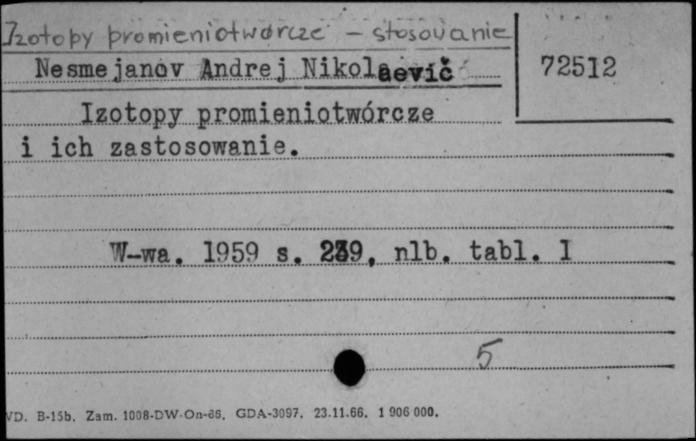 Izotopy promieniotwórcze – stosowanie
Nesmejanov Andrej Nikolaevič
72512
Izotopy promieniotwórcze
i ich zastosowanie.
W-wa. 1959 s. 239, nlb. tabl. I
5
VD. B-15b. Zam. 1008-DW-On-66. GDA-3097. 23.11.66. 1 906 000.